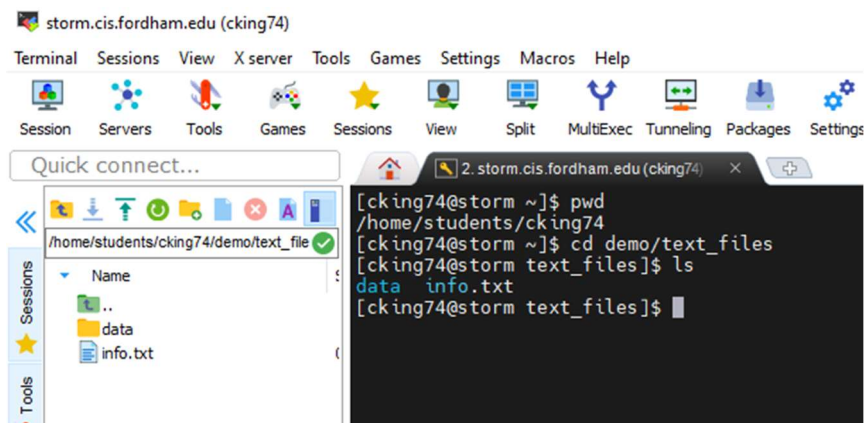 storm.cis.fordham.edu (cking74)
Terminal Sessions View X server Tools Games Settings Macros Help
Session Servers Tools Games Sessions View Split MultiExec Tunneling Packages Settings
Quick connect...
2. storm.cis.fordham.edu (cking74)
/home/students/cking74/demo/text_file
Name
..
data
info.txt
Sessions
Tools
[cking74@storm ~]$ pwd
/home/students/cking74
[cking74@storm ~]$ cd demo/text_files
[cking74@storm text_files]$ ls
data info.txt
[cking74@storm text_files]$